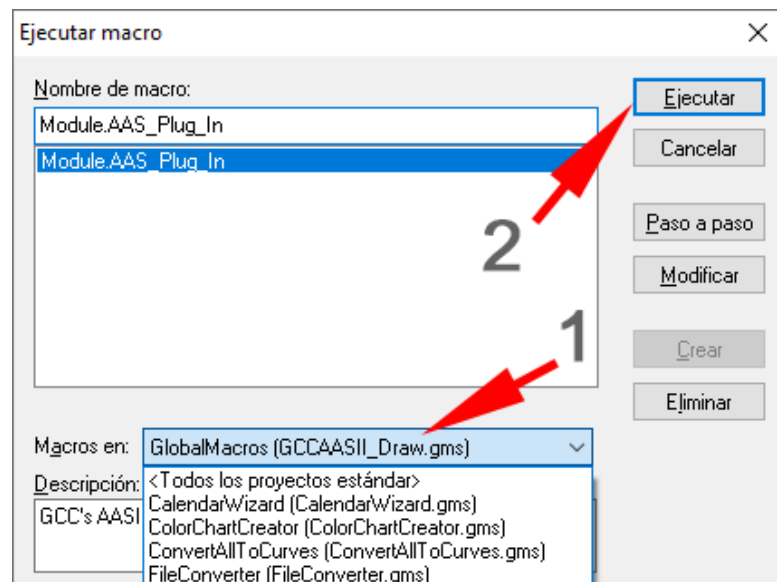 Ejecutar macro
Nombre de macro:
Module.AAS_Plug_In
Module.AAS_Plug_In
Ejecutar
Cancelar
Paso a paso
Modificar
Crear
Eliminar
2
1
Macros en:
GlobalMacros (GCCAASII_Draw.gms)
<Todos los proyectos estándar>
CalendarWizard (CalendarWizard.gms)
ColorChartCreator (ColorChartCreator.gms)
ConvertAllToCurves (ConvertAllToCurves.gms)
FileConverter (FileConverter.gms)
Descripción:
GCC's AASI